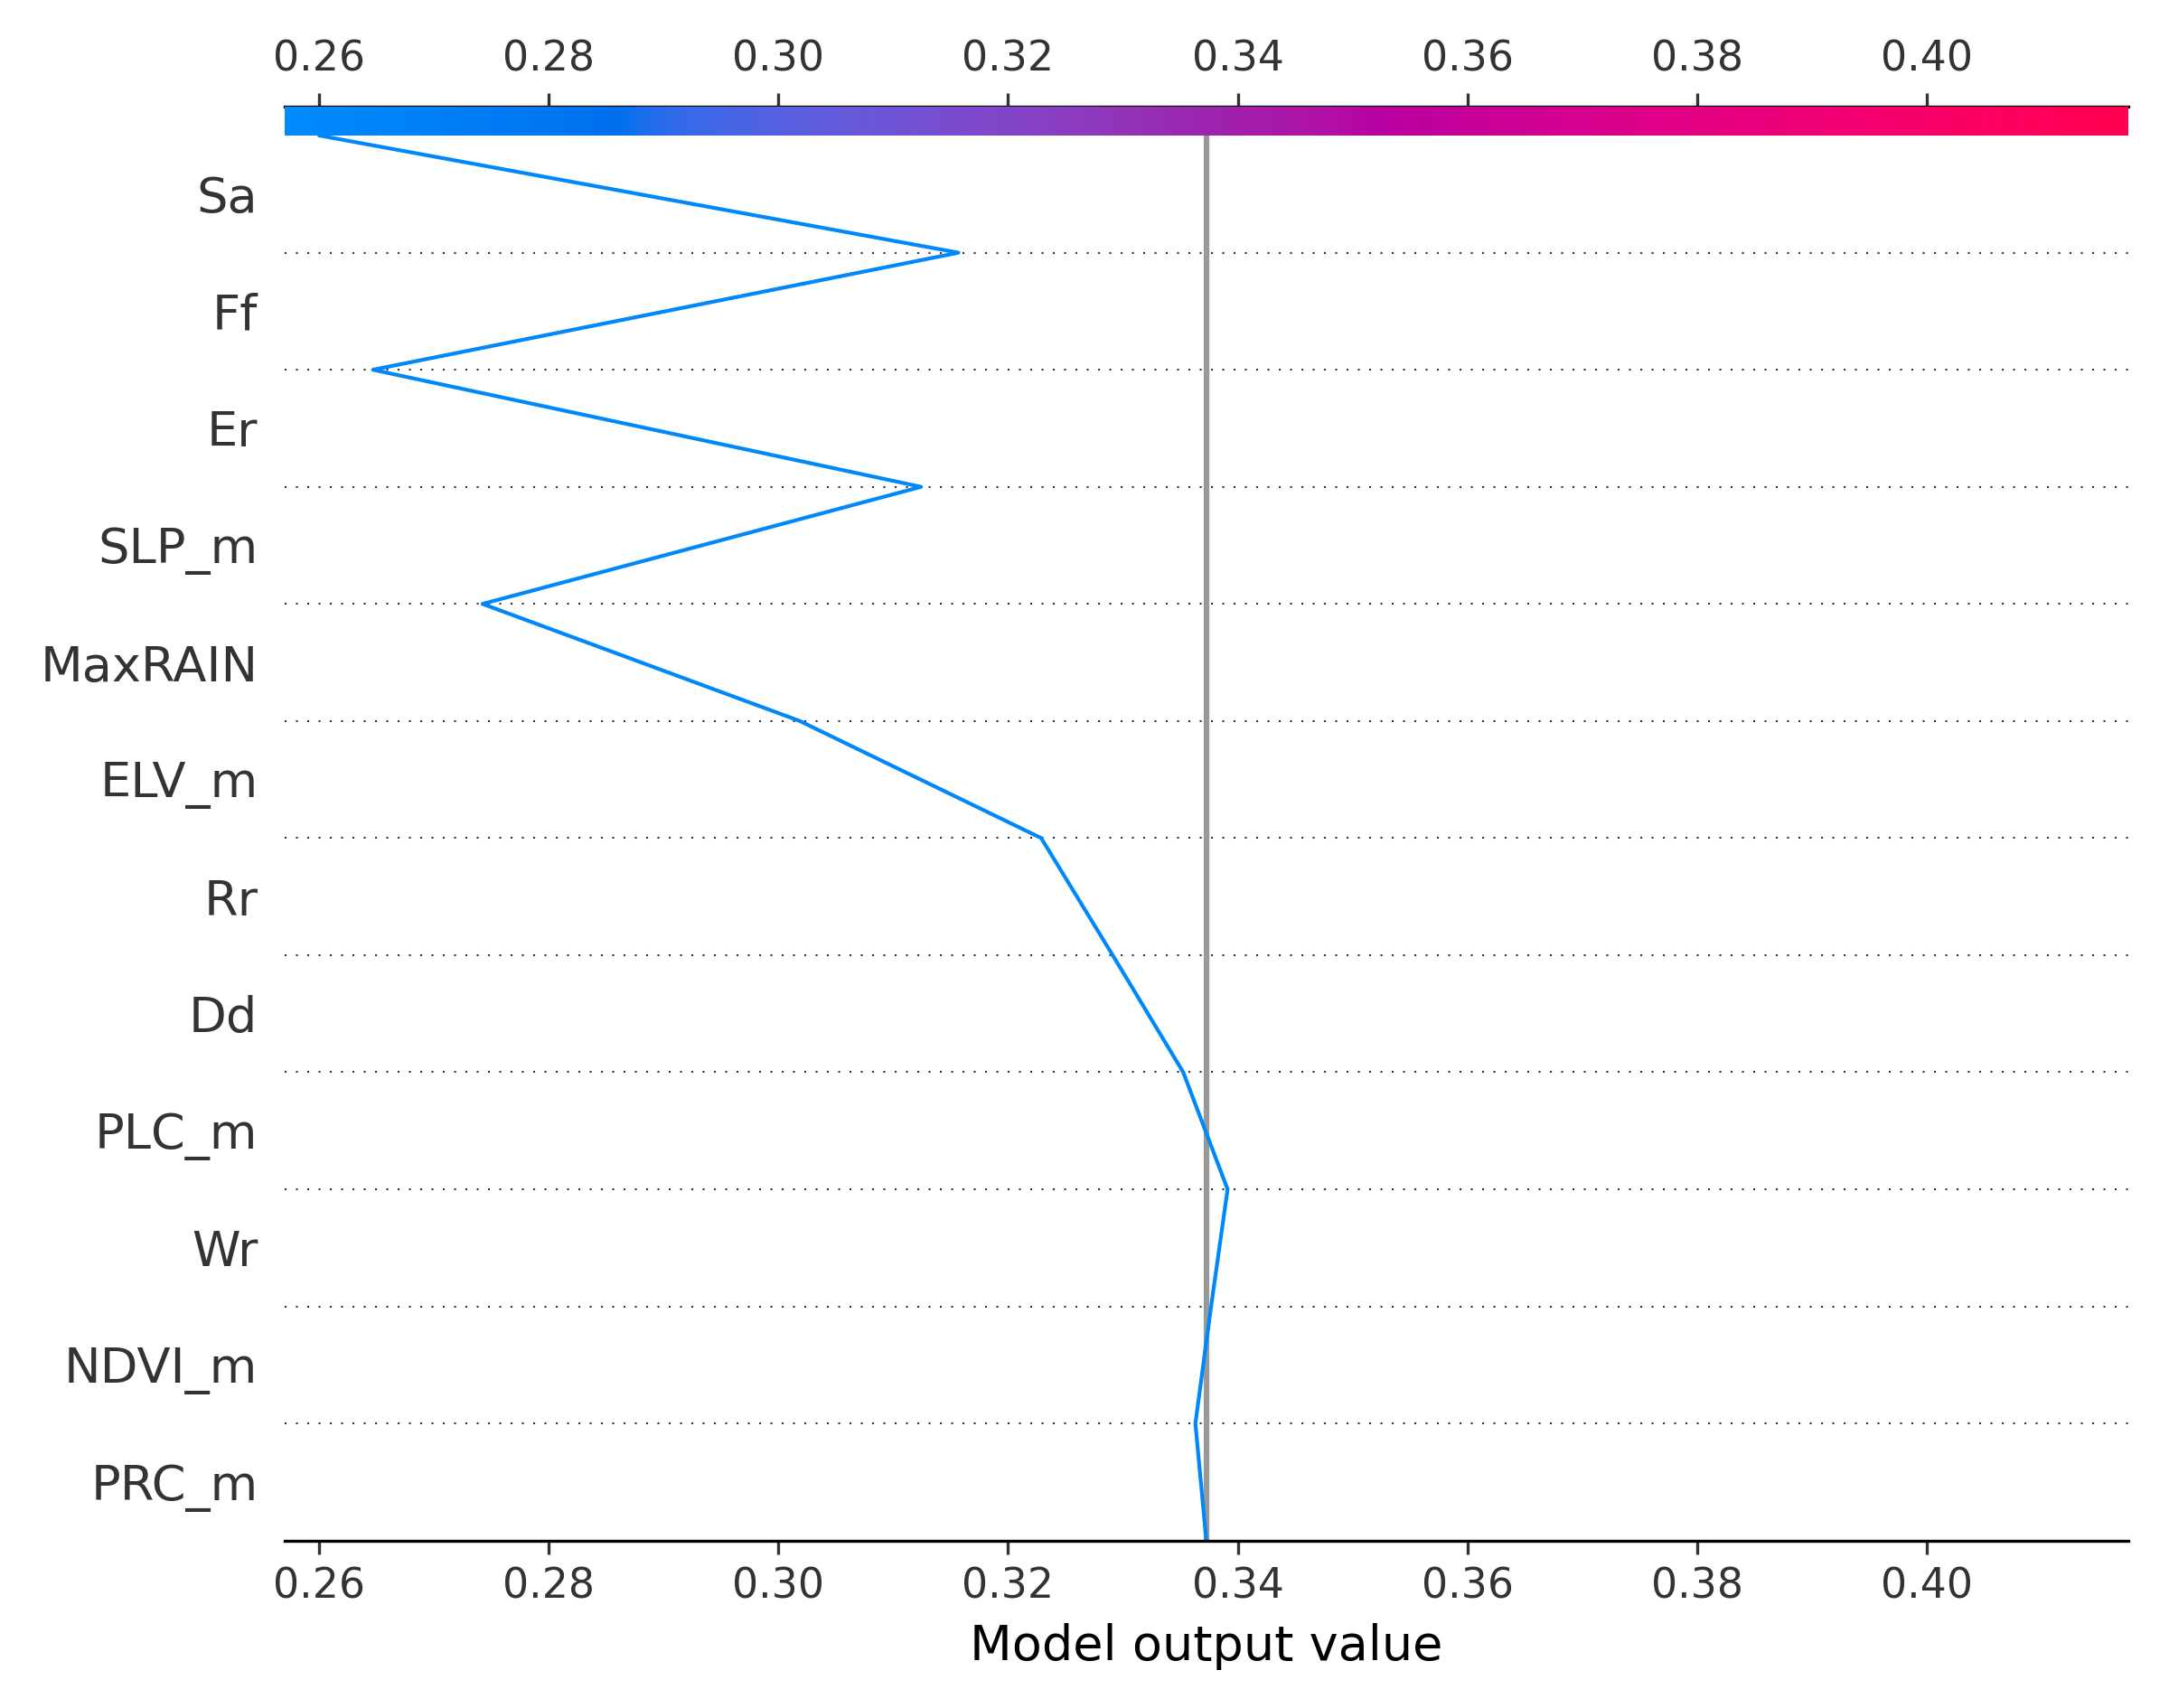 0.26 0.28 0.30 0.32 0.34 0.36 0.38 0.40
Sa
Ff
Er
SLP_m
MaxRAIN
ELV_m
Rr
Dd
PLC_m
Wr
NDVI_m
PRC_m
0.26 0.28 0.30 0.32 0.34 0.36 0.38 0.40
Model output value